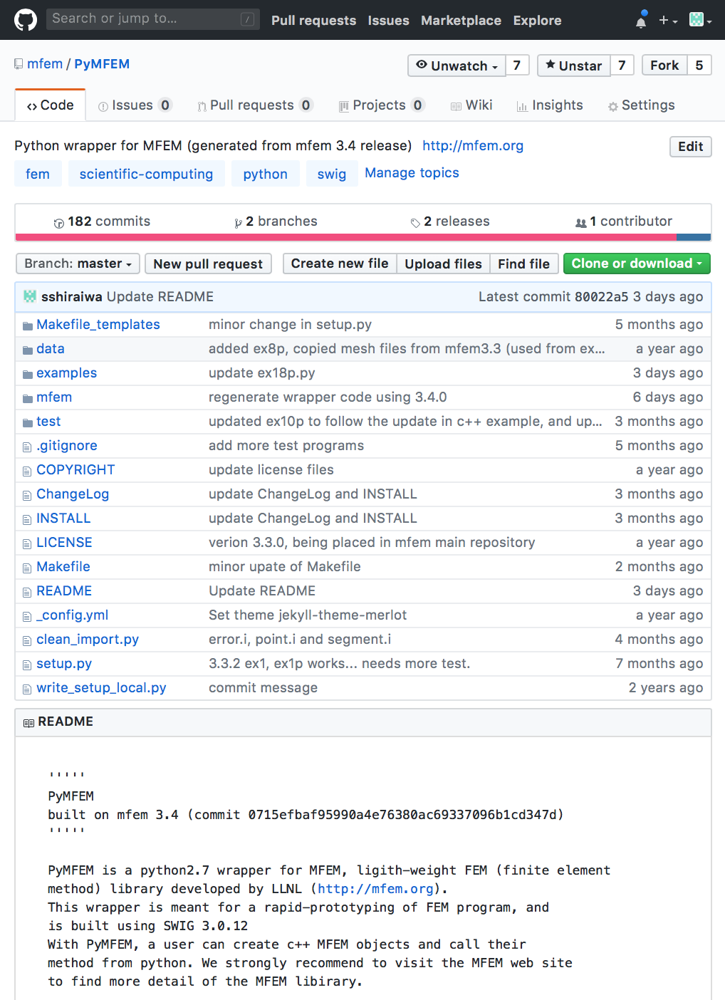 Search or jump to... / Pull requests Issues Marketplace Explore
mfem / PyMFEM Unwatch 7 Unstar 7 Fork 5
Code Issues 0 Pull requests 0 Projects 0 Wiki Insights Settings
Python wrapper for MFEM (generated from mfem 3.4 release) http://mfem.org Edit
fem scientific-computing python swig Manage topics
182 commits 2 branches 2 releases 1 contributor
Branch: master New pull request Create new file Upload files Find file Clone or download
sshiraiwa Update README Latest commit 80022a5 3 days ago
Makefile_templates minor change in setup.py 5 months ago
data added ex8p, copied mesh files from mfem3.3 (used from ex... a year ago
examples update ex18p.py 3 days ago
mfem regenerate wrapper code using 3.4.0 6 days ago
test updated ex10p to follow the update in c++ example, and up... 3 months ago
.gitignore add more test programs 5 months ago
COPYRIGHT update license files a year ago
ChangeLog update ChangeLog and INSTALL 3 months ago
INSTALL update ChangeLog and INSTALL 3 months ago
LICENSE verion 3.3.0, being placed in mfem main repository a year ago
Makefile minor upate of Makefile 2 months ago
README Update README 3 days ago
_config.yml Set theme jekyll-theme-merlot a year ago
clean_import.py error.i, point.i and segment.i 4 months ago
setup.py 3.3.2 ex1, ex1p works... needs more test. 7 months ago
write_setup_local.py commit message 2 years ago
README
'''''
PyMFEM
built on mfem 3.4 (commit 0715efbaf95990a4e76380ac69337096b1cd347d)
'''''
PyMFEM is a python2.7 wrapper for MFEM, ligith-weight FEM (finite element
method) library developed by LLNL (http://mfem.org).
This wrapper is meant for a rapid-prototyping of FEM program, and
is built using SWIG 3.0.12
With PyMFEM, a user can create c++ MFEM objects and call their
method from python. We strongly recommend to visit the MFEM web site
to find more detail of the MFEM libirary.